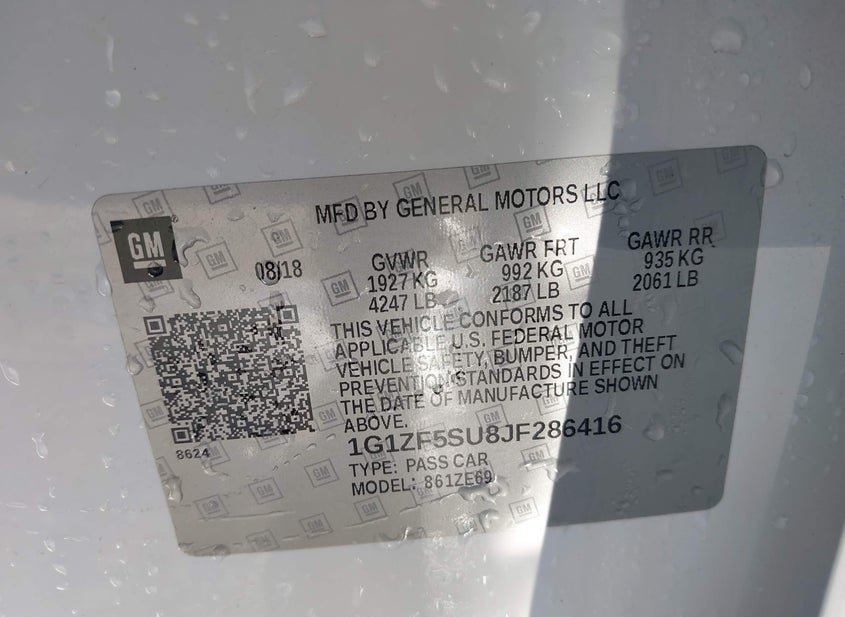 MFD BY GENERAL MOTORS LLC
GM
08/18
GVWR
1927 KG
4247 LB
GAWR FRT
992 KG
2187 LB
GAWR RR
935 KG
2061 LB
THIS VEHICLE CONFORMS TO ALL
APPLICABLE U.S. FEDERAL MOTOR
VEHICLE SAFETY, BUMPER, AND THEFT
PREVENTION STANDARDS IN EFFECT ON
THE DATE OF MANUFACTURE SHOWN
ABOVE.
8624
1G1ZF5SU8JF286416
TYPE: PASS CAR
MODEL: 861ZE69